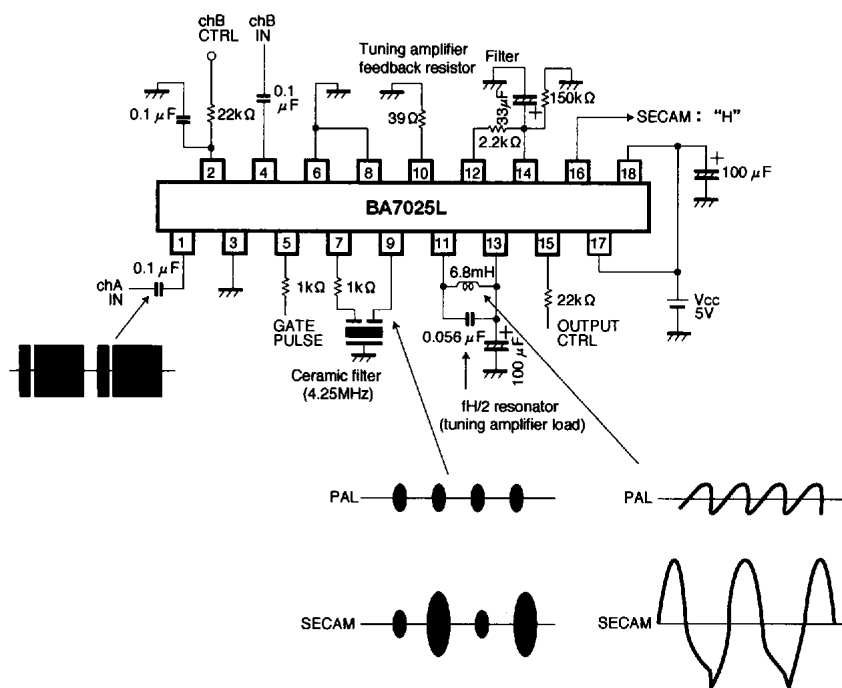 chB
CTRL
chB
IN
Tuning amplifier
feedback resistor
Filter
0.1 μF
22kΩ
0.1
μF
39Ω
33μF
+
150kΩ
2.2kΩ
SECAM : "H"
+
100 μF
2
4
6
8
10
12
14
16
18
BA7025L
1
3
5
7
9
11
13
15
17
0.1 μF
chA
IN
1kΩ
1kΩ
6.8mH
22kΩ
Vcc
5V
GATE
PULSE
0.056 μF
+
100 μF
OUTPUT
CTRL
Ceramic filter
(4.25MHz)
fH/2 resonator
(tuning amplifier load)
PAL
PAL
SECAM
SECAM